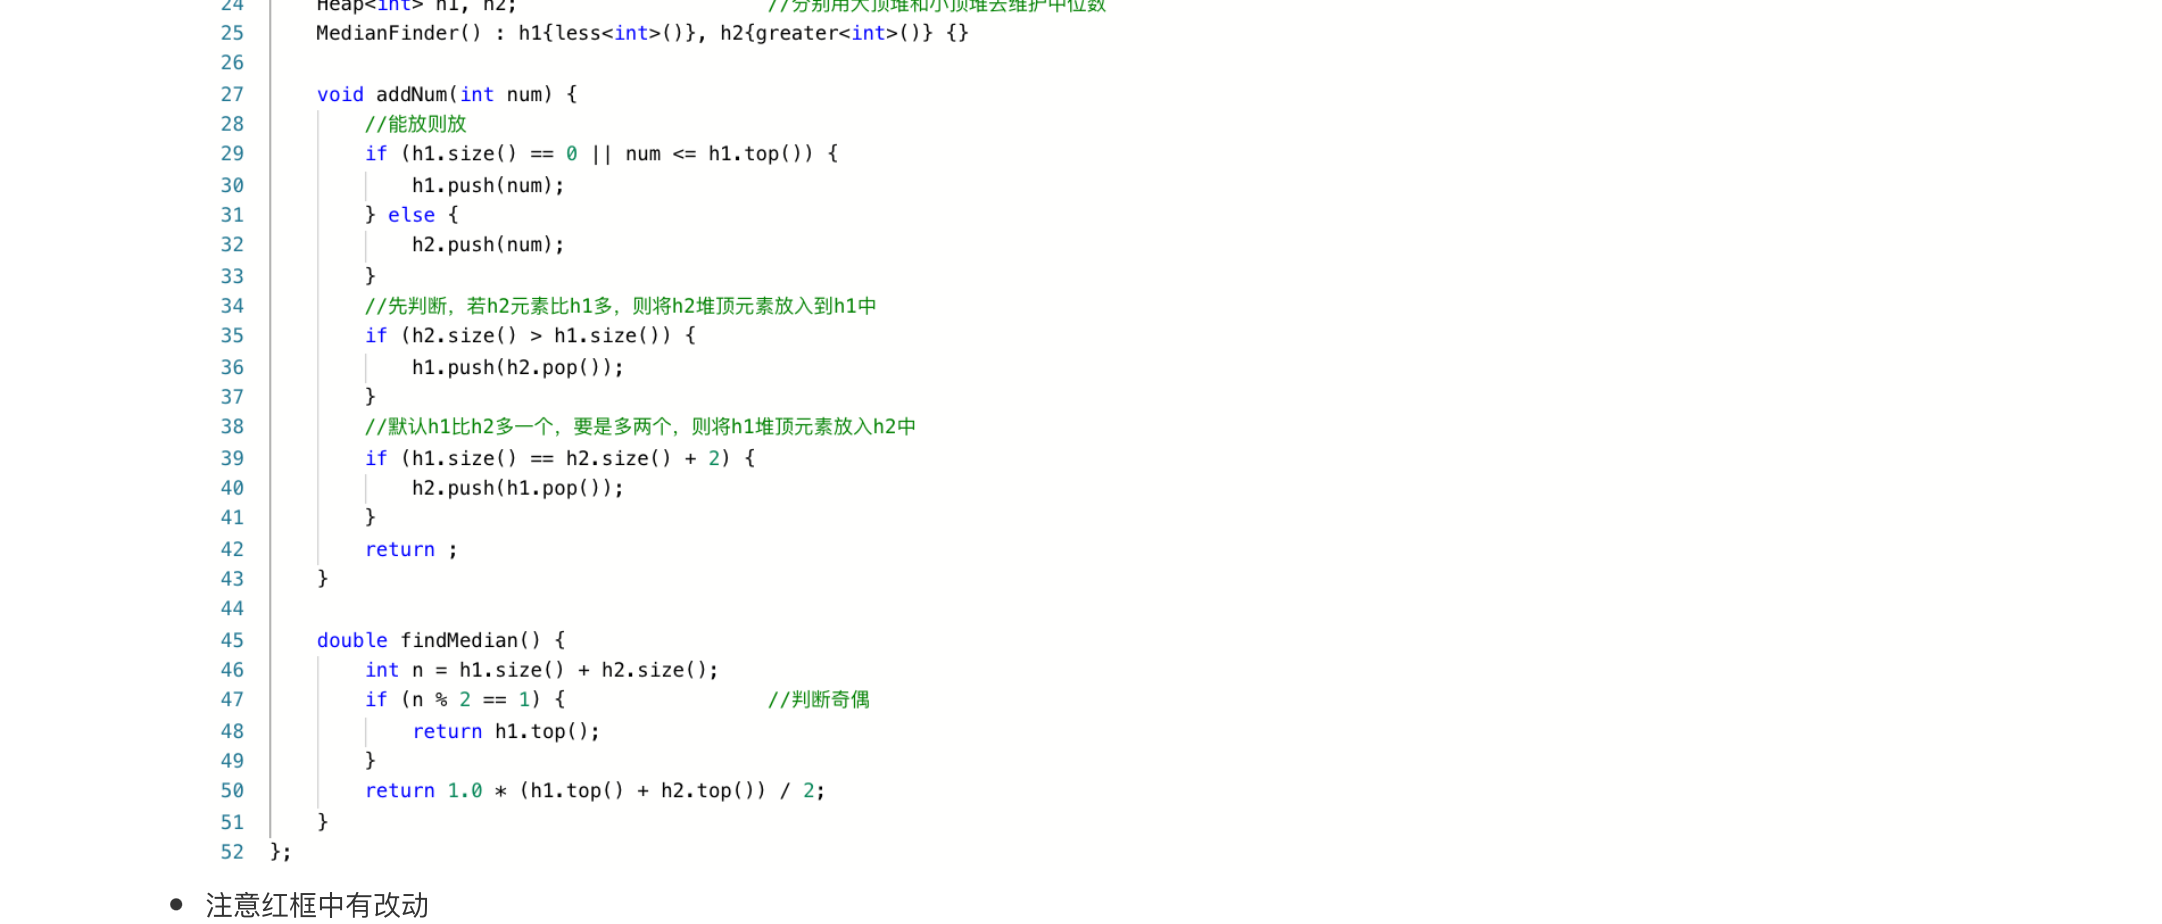 24 Heap<int> h1, h2; //分别用大顶堆和小顶堆去维护中位数
25 MedianFinder() : h1{less<int>()}, h2{greater<int>()} {}
26
27 void addNum(int num) {
28 //能放则放
29 if (h1.size() == 0 || num <= h1.top()) {
30 h1.push(num);
31 } else {
32 h2.push(num);
33 }
34 //先判断，若h2元素比h1多，则将h2堆顶元素放入到h1中
35 if (h2.size() > h1.size()) {
36 h1.push(h2.pop());
37 }
38 //默认h1比h2多一个，要是多两个，则将h1堆顶元素放入h2中
39 if (h1.size() == h2.size() + 2) {
40 h2.push(h1.pop());
41 }
42 return ;
43 }
44
45 double findMedian() {
46 int n = h1.size() + h2.size();
47 if (n % 2 == 1) { //判断奇偶
48 return h1.top();
49 }
50 return 1.0 * (h1.top() + h2.top()) / 2;
51 }
52 };
• 注意红框中有改动